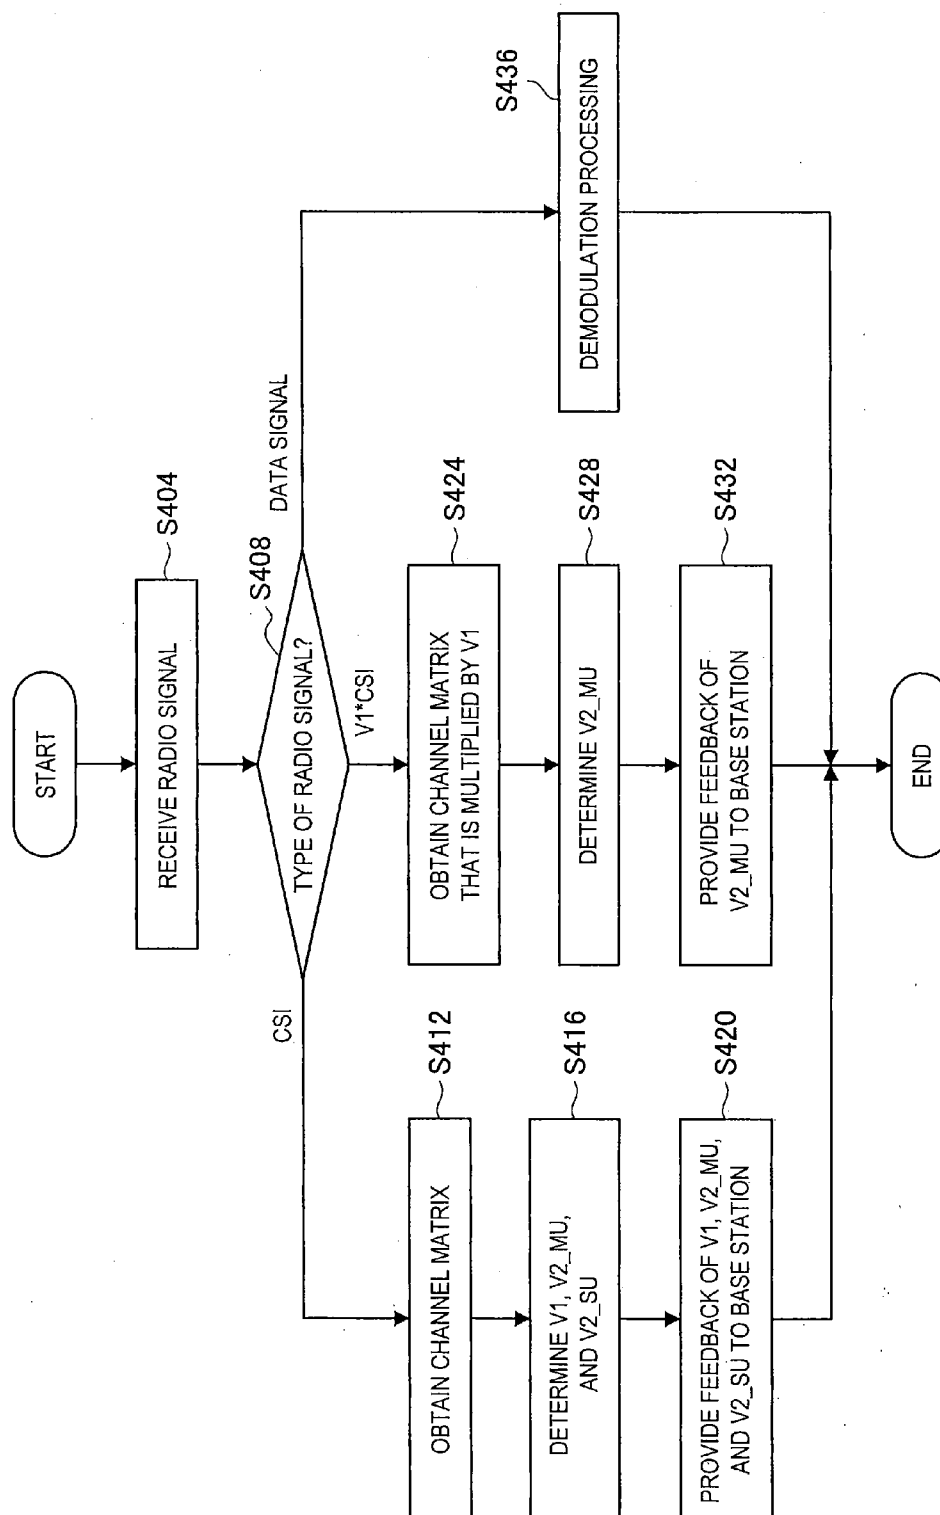 START
RECEIVE RADIO SIGNAL
S404
TYPE OF RADIO SIGNAL?
S408
CSI
V1*CSI
DATA SIGNAL
OBTAIN CHANNEL MATRIX
S412
DETERMINE V1, V2_MU,
AND V2_SU
S416
PROVIDE FEEDBACK OF V1, V2_MU,
AND V2_SU TO BASE STATION
S420
OBTAIN CHANNEL MATRIX
THAT IS MULTIPLIED BY V1
S424
DETERMINE V2_MU
S428
PROVIDE FEEDBACK OF
V2_MU TO BASE STATION
S432
DEMODULATION PROCESSING
S436
END